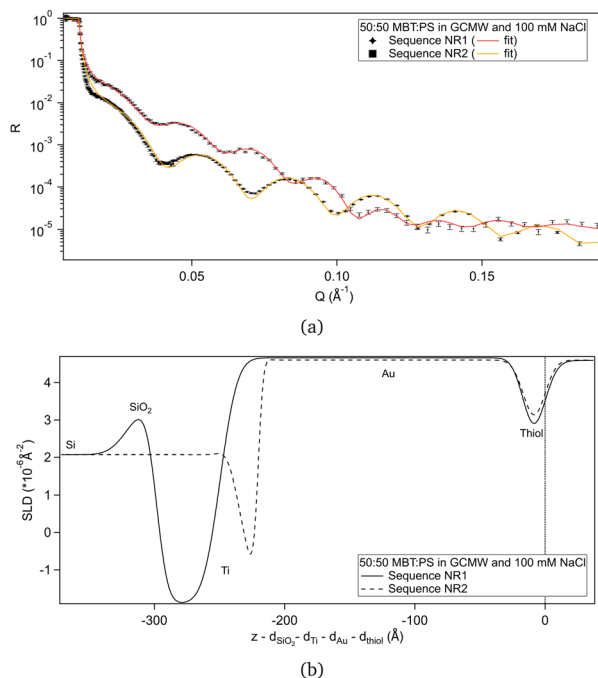 10⁰
10⁻¹
10⁻²
10⁻³
10⁻⁴
10⁻⁵
R
50:50 MBT:PS in GCMW and 100 mM NaCl
Sequence NR1 ( fit)
Sequence NR2 ( fit)
0.05 0.10 0.15
Q (Å⁻¹)
(a)
4
3
2
1
0
-1
SLD (*10⁻⁶Å⁻²)
Si
SiO₂
Ti
Au
Thiol
50:50 MBT:PS in GCMW and 100 mM NaCl
Sequence NR1
Sequence NR2
-300 -200 -100 0
z - d_SiO₂ - d_Ti - d_Au - d_thiol (Å)
(b)